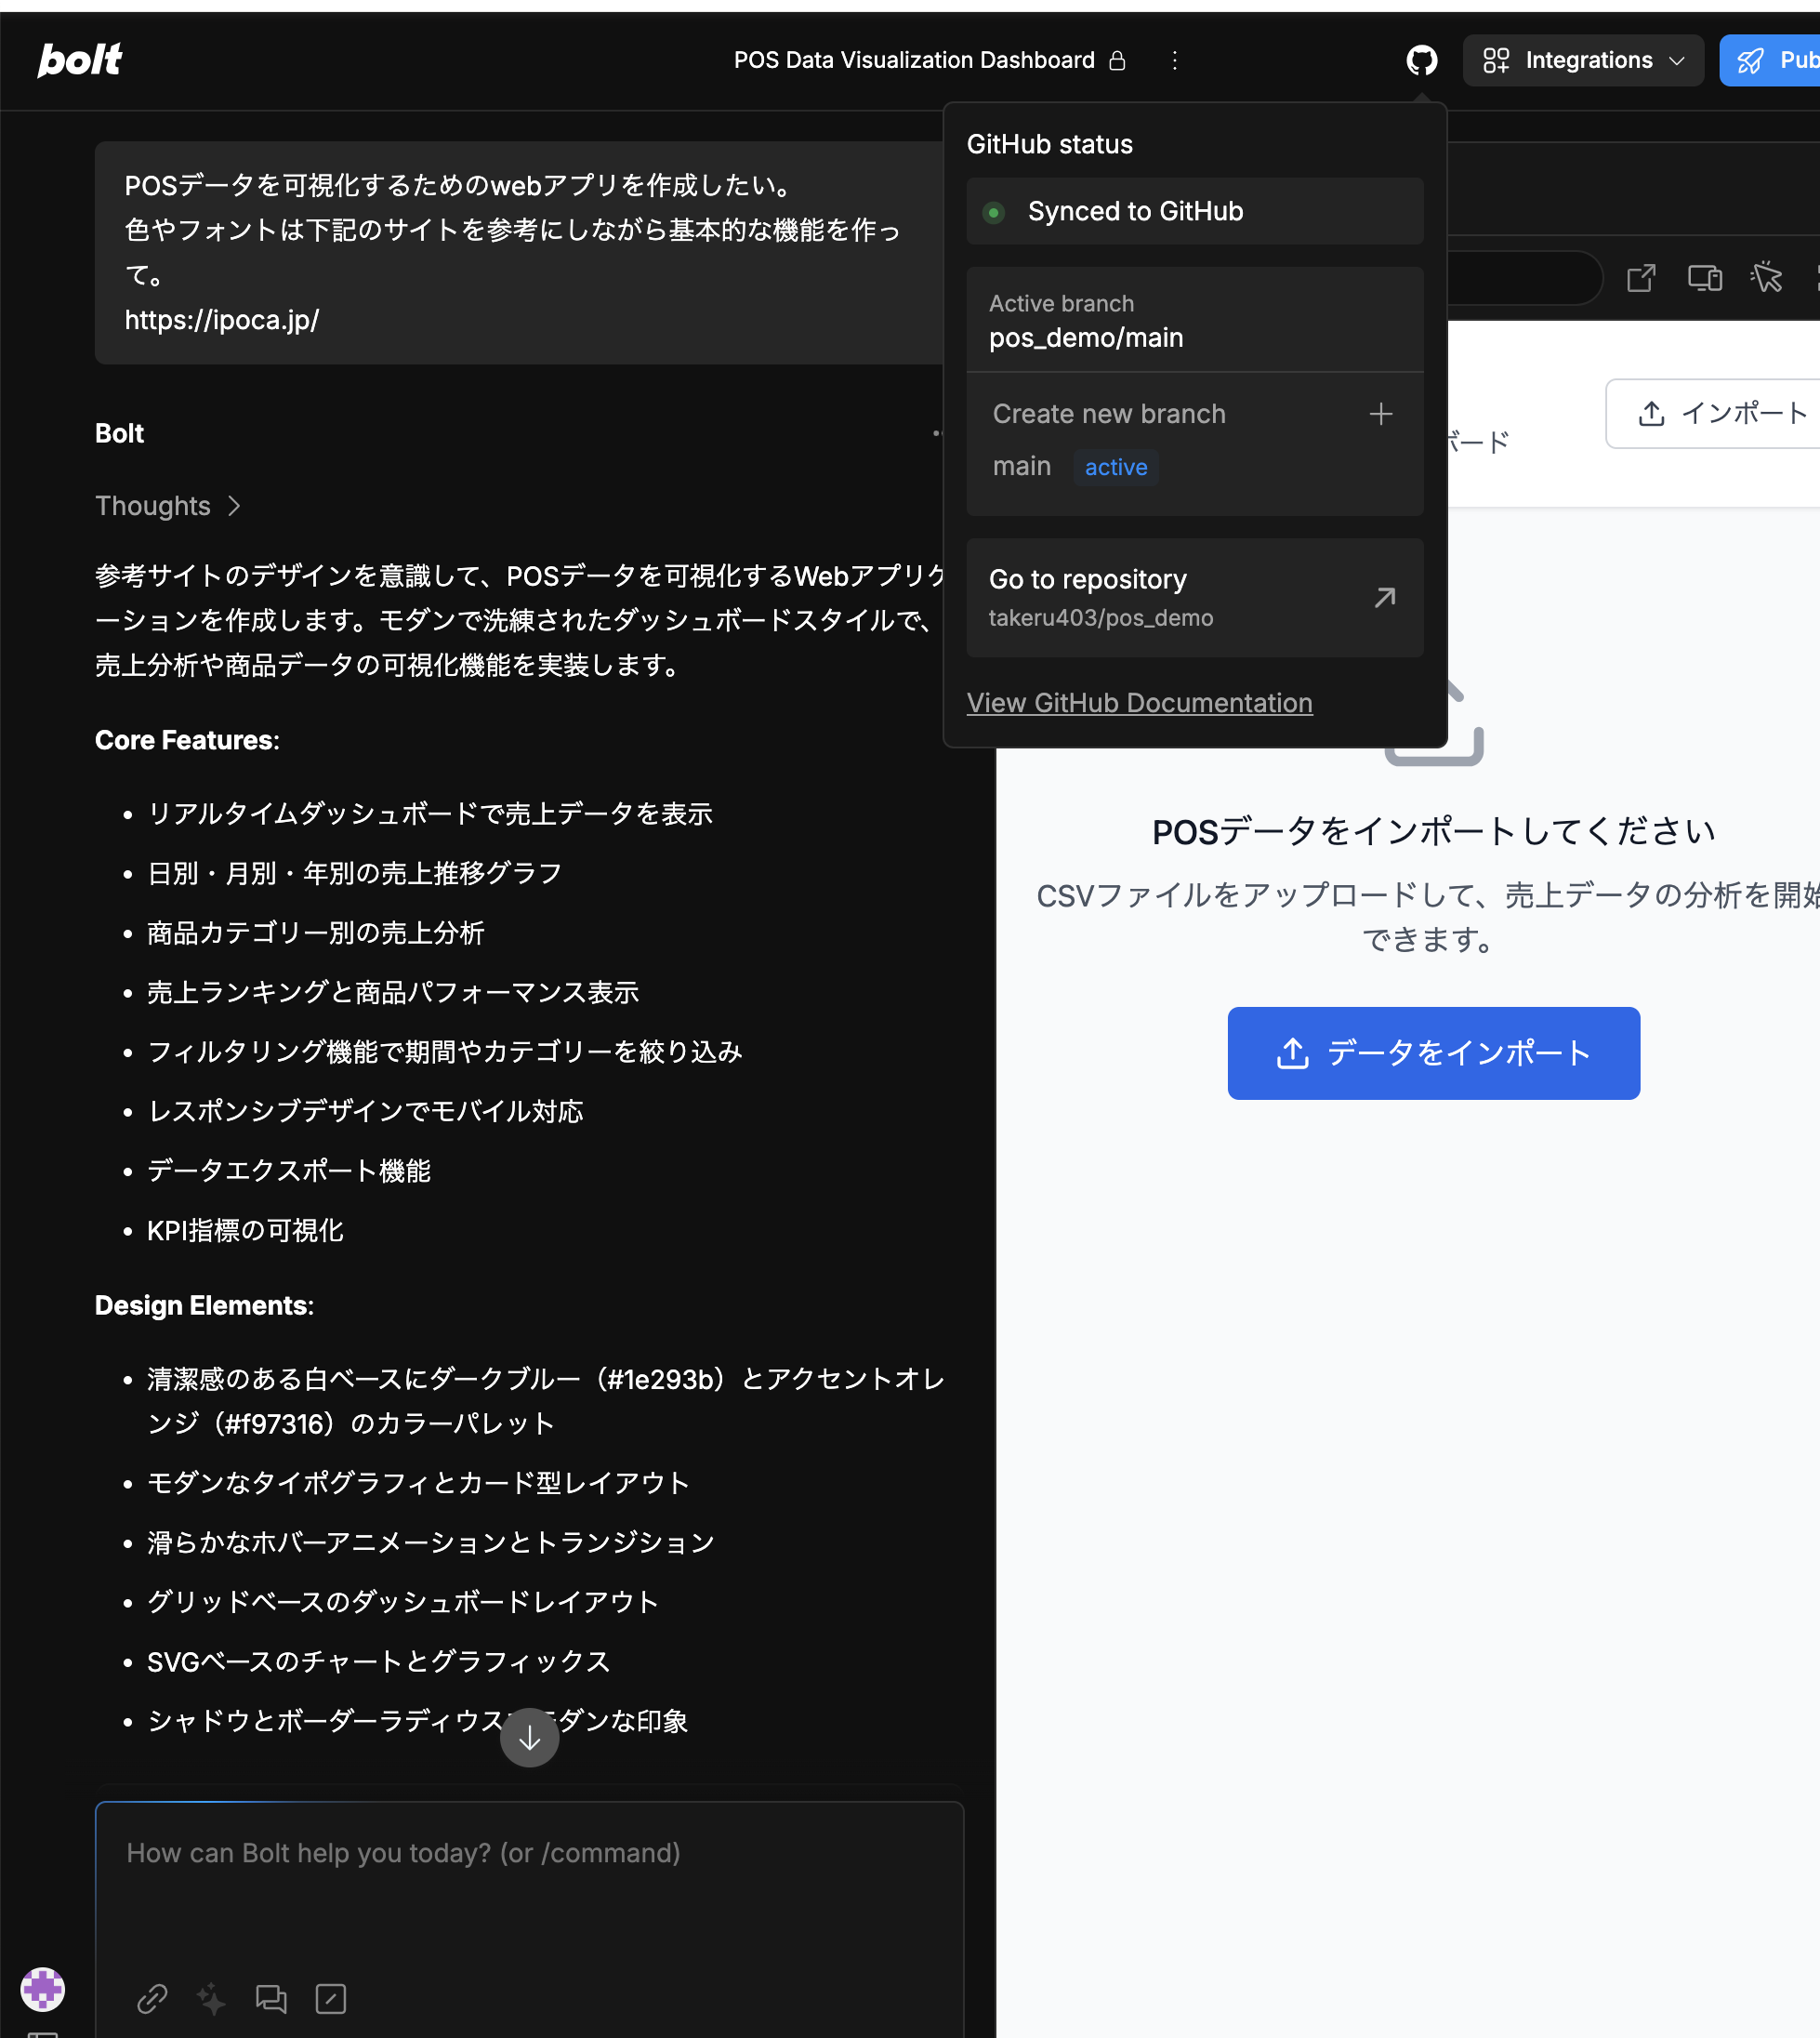 bolt
POS Data Visualization Dashboard
Integrations
POSデータを可視化するためのwebアプリを作成したい。
色やフォントは下記のサイトを参考にしながら基本的な機能を作っ
て。
https://ipoca.jp/
Bolt
Thoughts
参考サイトのデザインを意識して、POSデータを可視化するWebアプリケ
ーションを作成します。モダンで洗練されたダッシュボードスタイルで、
売上分析や商品データの可視化機能を実装します。
Core Features:
• リアルタイムダッシュボードで売上データを表示
• 日別・月別・年別の売上推移グラフ
• 商品カテゴリー別の売上分析
• 売上ランキングと商品パフォーマンス表示
• フィルタリング機能で期間やカテゴリーを絞り込み
• レスポンシブデザインでモバイル対応
• データエクスポート機能
• KPI指標の可視化
Design Elements:
• 清潔感のある白ベースにダークブルー（#1e293b）とアクセントオレ
ンジ（#f97316）のカラーパレット
• モダンなタイポグラフィとカード型レイアウト
• 滑らかなホバーアニメーションとトランジション
• グリッドベースのダッシュボードレイアウト
• SVGベースのチャートとグラフィックス
• シャドウとボーダーラディウス モダンな印象
How can Bolt help you today? (or /command)
GitHub status
Synced to GitHub
Active branch
pos_demo/main
Create new branch
main active
Go to repository
takeru403/pos_demo
View GitHub Documentation
ボード
インポート
POSデータをインポートしてください
CSVファイルをアップロードして、売上データの分析を開始
できます。
データをインポート